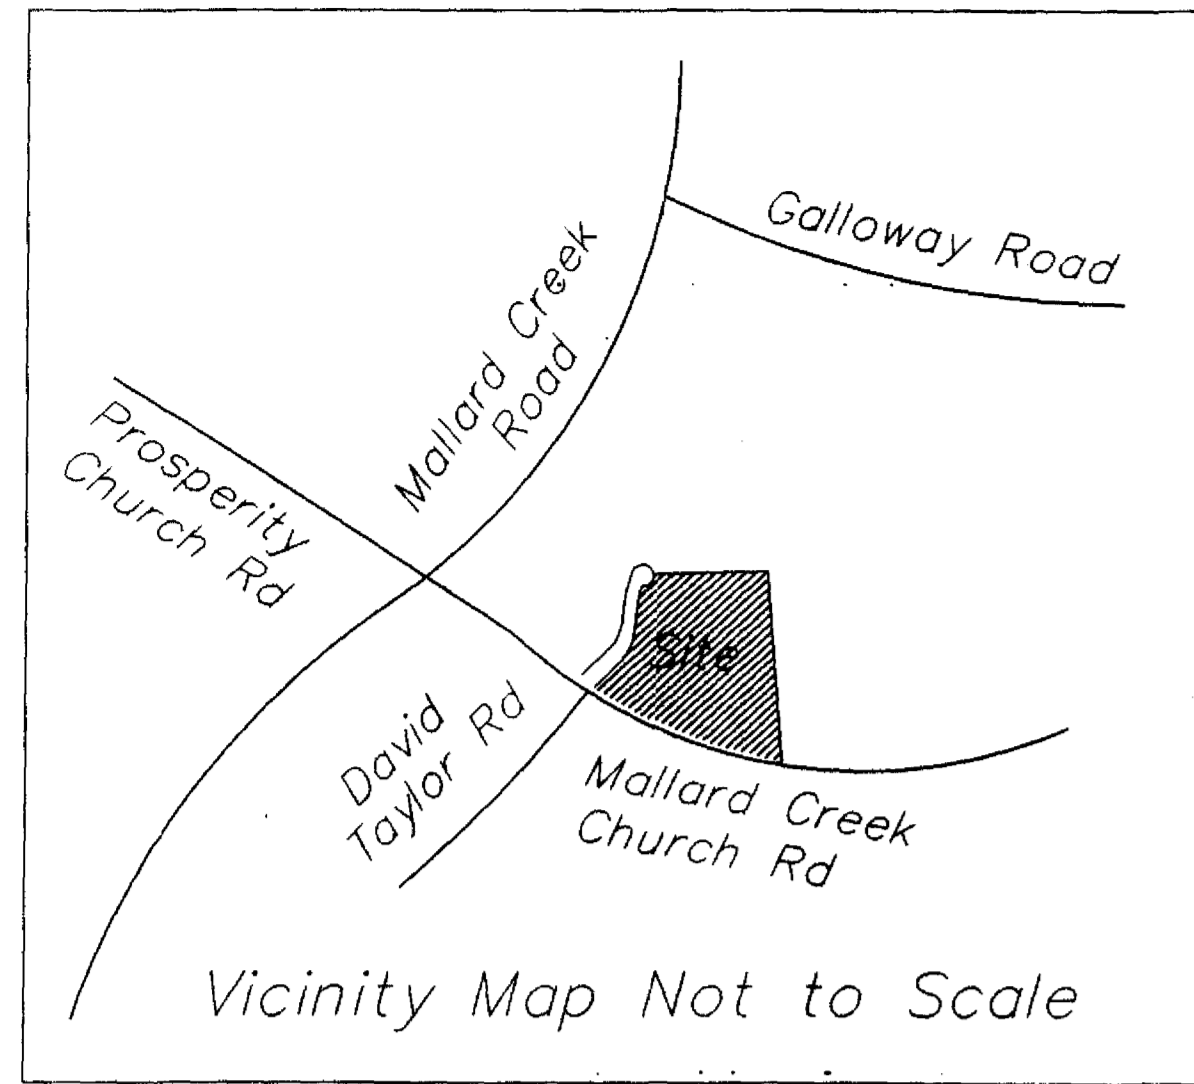 Galloway Road
Mallard Creek
Road
Prosperity
Church Rd
Site
David
Taylor Rd
Mallard Creek
Church Rd
Vicinity Map Not to Scale